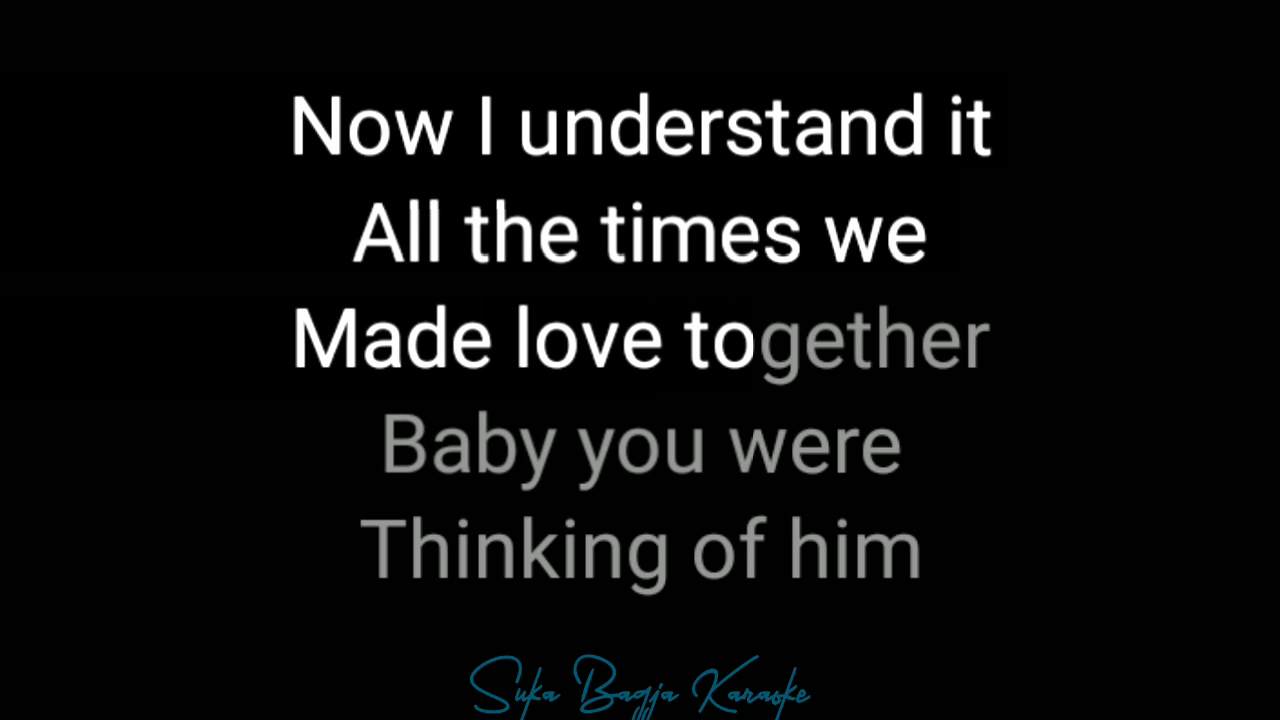 Now I understand it
All the times we
Made love together
Baby you were
Thinking of him
Suka Bagja Karaoke